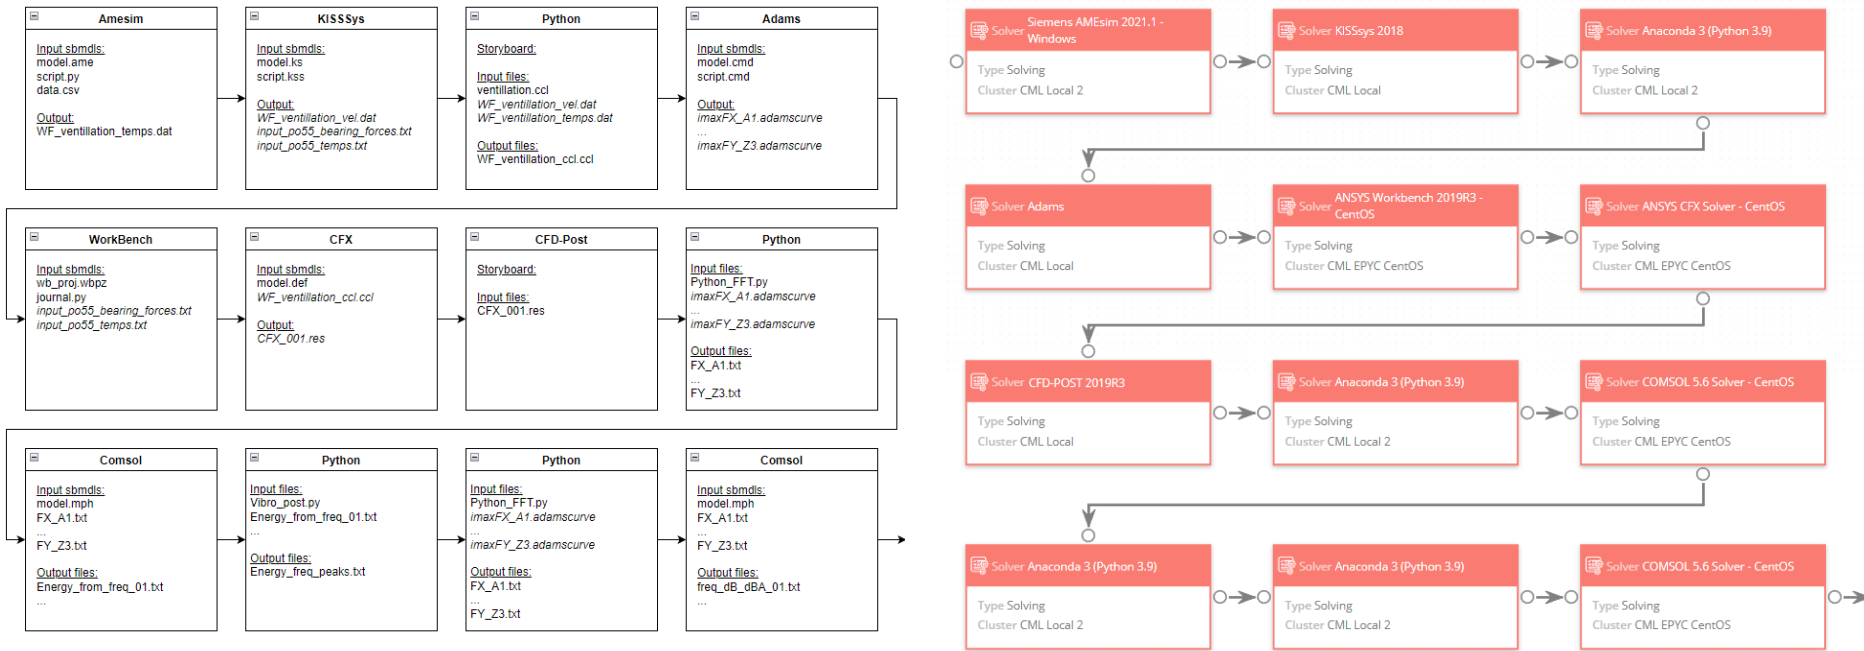 Amesim
Input sbmdls:
model.ame
script.py
data.csv
Output:
WF_ventillation_temps.dat
KISSSys
Input sbmdls:
model.ks
script.kss
Output:
WF_ventillation_vel.dat
input_po55_bearing_forces.txt
input_po55_temps.txt
Python
Storyboard:
Input files:
ventillation.ccl
WF_ventillation_vel.dat
WF_ventillation_temps.dat
Output files:
WF_ventillation_ccl.ccl
Adams
Input sbmdls:
model.cmd
script.cmd
Output:
imaxFX_A1.adamscurve
...
imaxFY_Z3.adamscurve
WorkBench
Input sbmdls:
wb_proj.wbpz
journal.py
input_po55_bearing_forces.txt
input_po55_temps.txt
CFX
Input sbmdls:
model.def
WF_ventillation_ccl.ccl
Output:
CFX_001.res
CFD-Post
Storyboard:
Input files:
CFX_001.res
Python
Input files:
Python_FFT.py
imaxFX_A1.adamscurve
...
imaxFY_Z3.adamscurve
Output files:
FX_A1.txt
...
FY_Z3.txt
Comsol
Input sbmdls:
model.mph
FX_A1.txt
...
FY_Z3.txt
Output files:
Energy_from_freq_01.txt
...
Python
Input files:
Vibro_post.py
Energy_from_freq_01.txt
...
Output files:
Energy_freq_peaks.txt
Python
Input files:
Python_FFT.py
imaxFX_A1.adamscurve
...
imaxFY_Z3.adamscurve
Output files:
FX_A1.txt
...
FY_Z3.txt
Comsol
Input sbmdls:
model.mph
FX_A1.txt
...
FY_Z3.txt
Output files:
freq_dB_dBA_01.txt
...
Solver Siemens AMEsim 2021.1 -
Windows
Type Solving
Cluster CML Local 2
Solver KISSsys 2018
Type Solving
Cluster CML Local
Solver Anaconda 3 (Python 3.9)
Type Solving
Cluster CML Local 2
Solver Adams
Type Solving
Cluster CML Local
Solver ANSYS Workbench 2019R3 -
CentOS
Type Solving
Cluster CML EPYC CentOS
Solver ANSYS CFX Solver - CentOS
Type Solving
Cluster CML EPYC CentOS
Solver CFD-POST 2019R3
Type Solving
Cluster CML Local
Solver Anaconda 3 (Python 3.9)
Type Solving
Cluster CML Local 2
Solver COMSOL 5.6 Solver - CentOS
Type Solving
Cluster CML EPYC CentOS
Solver Anaconda 3 (Python 3.9)
Type Solving
Cluster CML Local 2
Solver Anaconda 3 (Python 3.9)
Type Solving
Cluster CML Local 2
Solver COMSOL 5.6 Solver - CentOS
Type Solving
Cluster CML EPYC CentOS